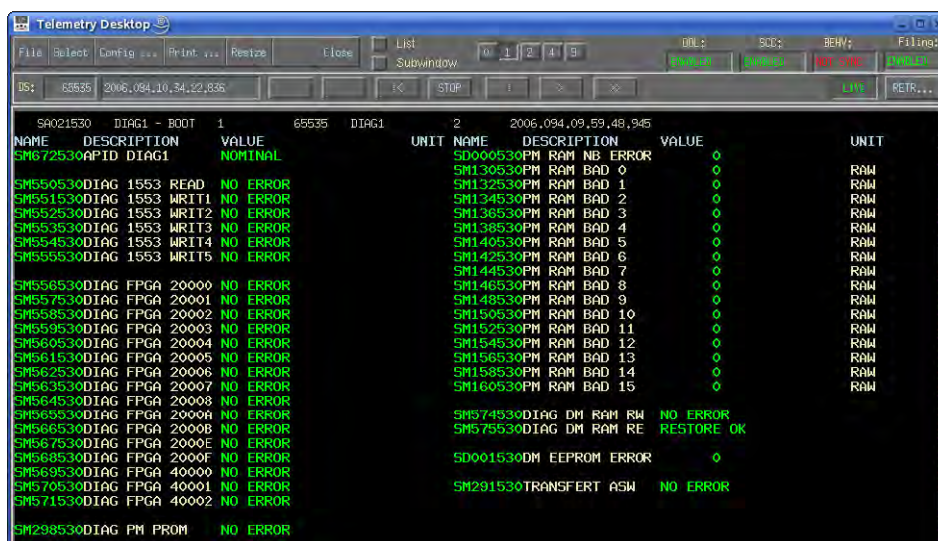 Telemetry Desktop
File Select Config ... Print ... Resize Close List Subwindow 0 1 2 4 9 ODL: SCC: BEHV: Filing:
ENABLED
DS: 65535 2006.094.10.34.22.836 STOP LIVE RETR...
SA021530 DIAG1 - BOOT 1 65535 DIAG1 2 2006.094.09.59.48.945
NAME DESCRIPTION VALUE UNIT NAME DESCRIPTION VALUE UNIT
SM672530APID DIAG1 NOMINAL SD000530PM RAM NB ERROR 0
SM130530PM RAM BAD 0 0 RAW
SM550530DIAG 1553 READ NO ERROR SM132530PM RAM BAD 1 0 RAW
SM551530DIAG 1553 WRIT1 NO ERROR SM134530PM RAM BAD 2 0 RAW
SM552530DIAG 1553 WRIT2 NO ERROR SM136530PM RAM BAD 3 0 RAW
SM553530DIAG 1553 WRIT3 NO ERROR SM138530PM RAM BAD 4 0 RAW
SM554530DIAG 1553 WRIT4 NO ERROR SM140530PM RAM BAD 5 0 RAW
SM555530DIAG 1553 WRIT5 NO ERROR SM142530PM RAM BAD 6 0 RAW
SM144530PM RAM BAD 7 0 RAW
SM556530DIAG FPGA 20000 NO ERROR SM146530PM RAM BAD 8 0 RAW
SM557530DIAG FPGA 20001 NO ERROR SM148530PM RAM BAD 9 0 RAW
SM558530DIAG FPGA 20002 NO ERROR SM150530PM RAM BAD 10 0 RAW
SM559530DIAG FPGA 20003 NO ERROR SM152530PM RAM BAD 11 0 RAW
SM560530DIAG FPGA 20004 NO ERROR SM154530PM RAM BAD 12 0 RAW
SM561530DIAG FPGA 20005 NO ERROR SM156530PM RAM BAD 13 0 RAW
SM562530DIAG FPGA 20006 NO ERROR SM158530PM RAM BAD 14 0 RAW
SM563530DIAG FPGA 20007 NO ERROR SM160530PM RAM BAD 15 0 RAW
SM564530DIAG FPGA 20008 NO ERROR
SM565530DIAG FPGA 2000A NO ERROR SM574530DIAG DM RAM RW NO ERROR
SM566530DIAG FPGA 2000B NO ERROR SM575530DIAG DM RAM RE RESTORE OK
SM567530DIAG FPGA 2000E NO ERROR
SM568530DIAG FPGA 2000F NO ERROR SD001530DM EEPROM ERROR 0
SM569530DIAG FPGA 40000 NO ERROR
SM570530DIAG FPGA 40001 NO ERROR SM291530TRANSFERT ASW NO ERROR
SM571530DIAG FPGA 40002 NO ERROR
SM298530DIAG PM PROM NO ERROR